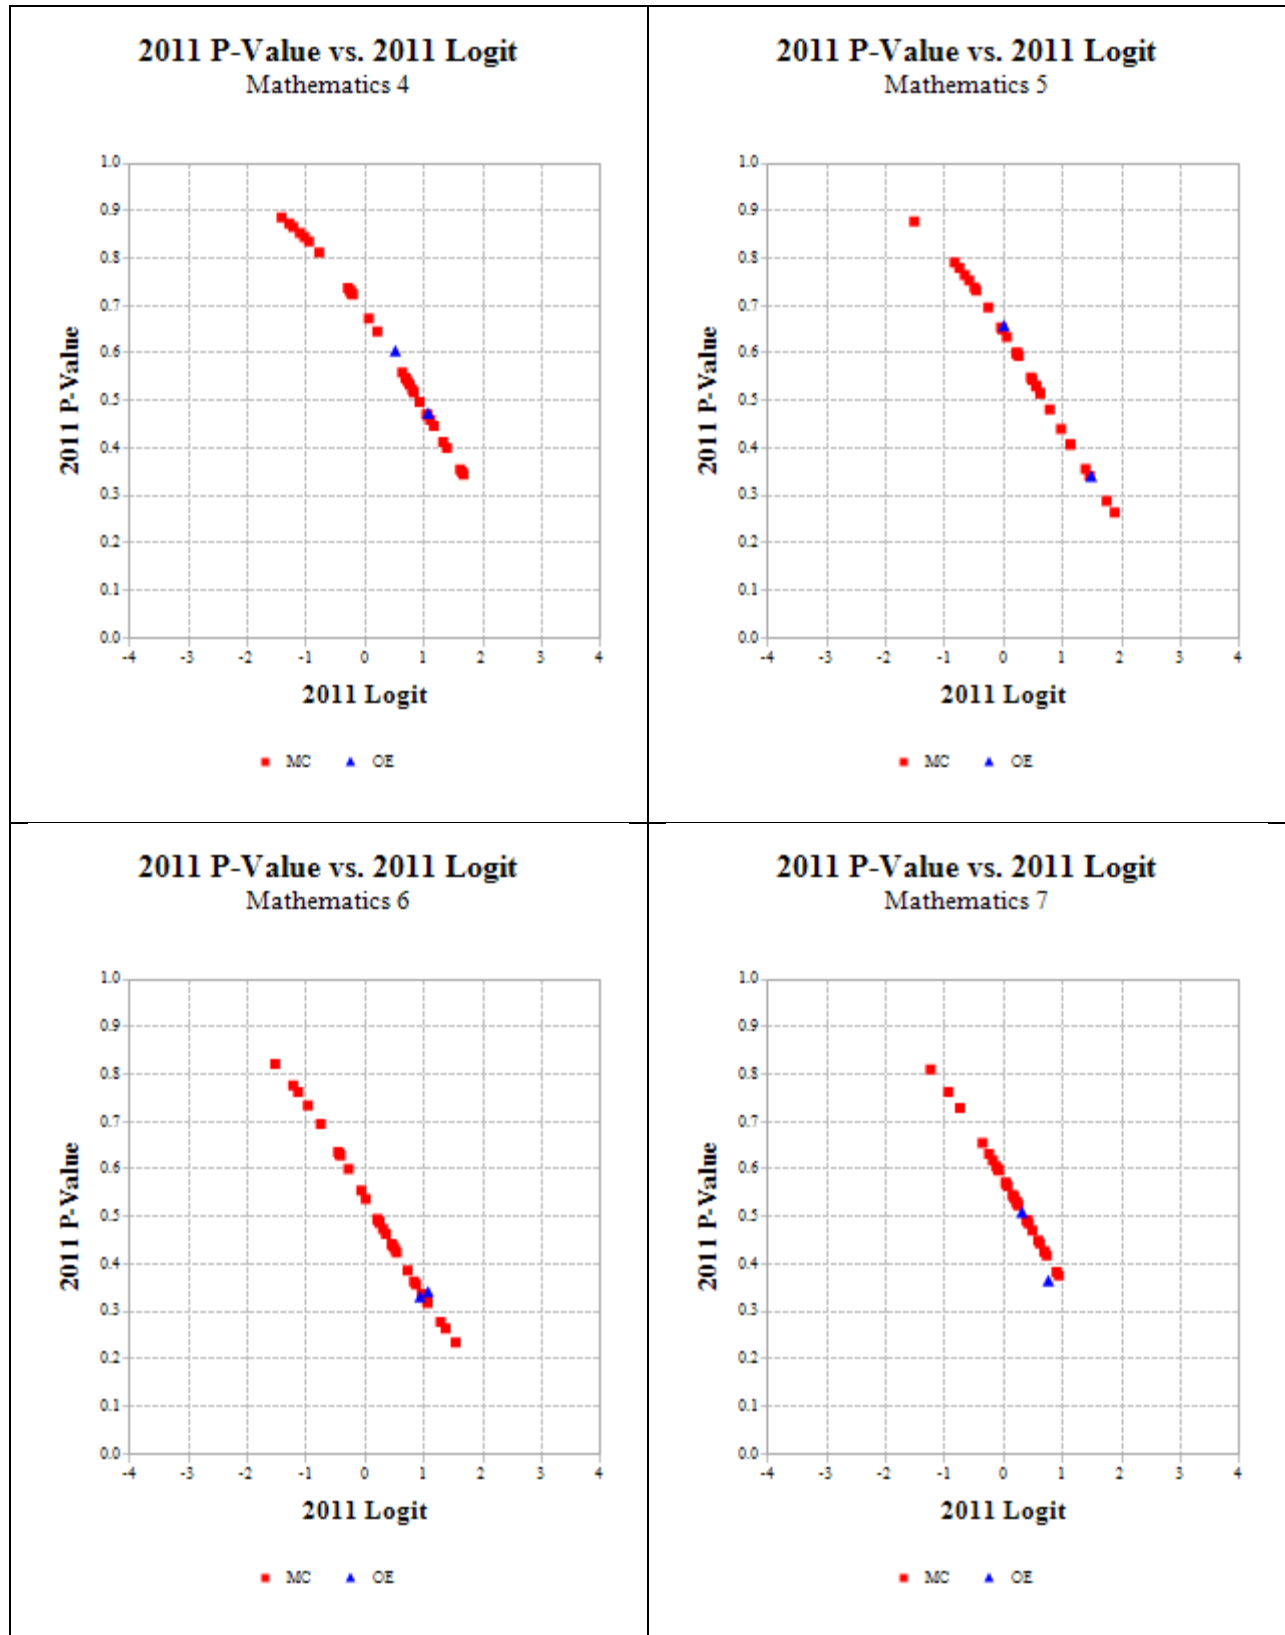 2011 P-Value vs. 2011 Logit
Mathematics 4
1.0
0.9
0.8
0.7
0.6
0.5
0.4
0.3
0.2
0.1
0.0
2011 P-Value
-4 -3 -2 -1 0 1 2 3 4
2011 Logit
MC OE
2011 P-Value vs. 2011 Logit
Mathematics 5
1.0
0.9
0.8
0.7
0.6
0.5
0.4
0.3
0.2
0.1
0.0
2011 P-Value
-4 -3 -2 -1 0 1 2 3 4
2011 Logit
MC OE
2011 P-Value vs. 2011 Logit
Mathematics 6
1.0
0.9
0.8
0.7
0.6
0.5
0.4
0.3
0.2
0.1
0.0
2011 P-Value
-4 -3 -2 -1 0 1 2 3 4
2011 Logit
MC OE
2011 P-Value vs. 2011 Logit
Mathematics 7
1.0
0.9
0.8
0.7
0.6
0.5
0.4
0.3
0.2
0.1
0.0
2011 P-Value
-4 -3 -2 -1 0 1 2 3 4
2011 Logit
MC OE